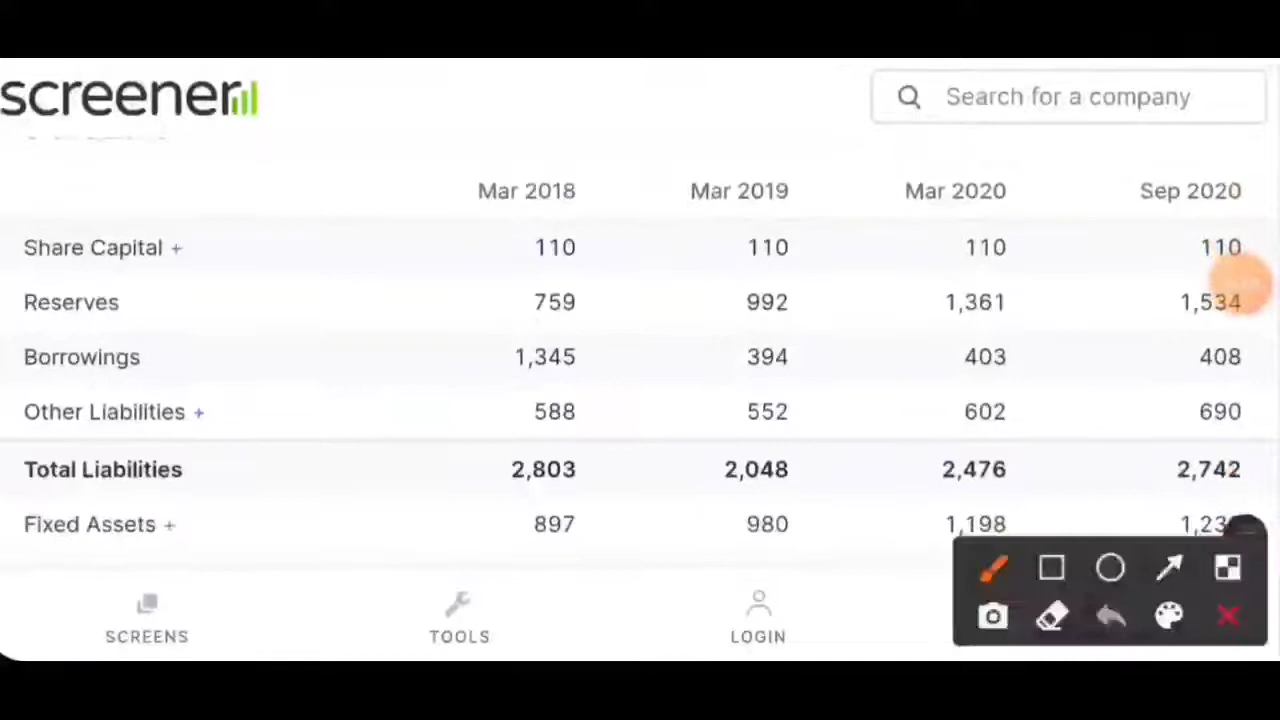 screener
Search for a company
Mar 2018 Mar 2019 Mar 2020 Sep 2020
Share Capital + 110 110 110 110
Reserves 759 992 1,361 1,534
Borrowings 1,345 394 403 408
Other Liabilities + 588 552 602 690
Total Liabilities 2,803 2,048 2,476 2,742
Fixed Assets + 897 980 1,198
SCREENS TOOLS LOGIN